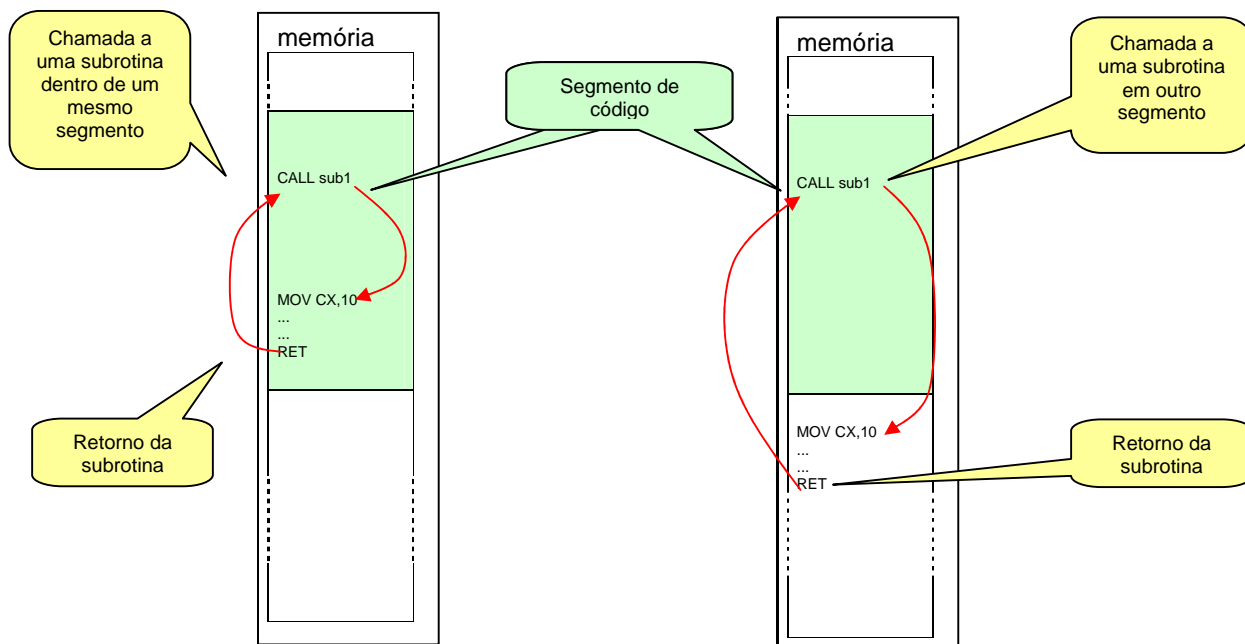 Chamada a
uma subrotina
dentro de um
mesmo
segmento
memória
CALL sub1
MOV CX,10
...
...
RET
Retorno da
subrotina
Segmento de
código
memória
CALL sub1
MOV CX,10
...
...
RET
Chamada a
uma subrotina
em outro
segmento
Retorno da
subrotina